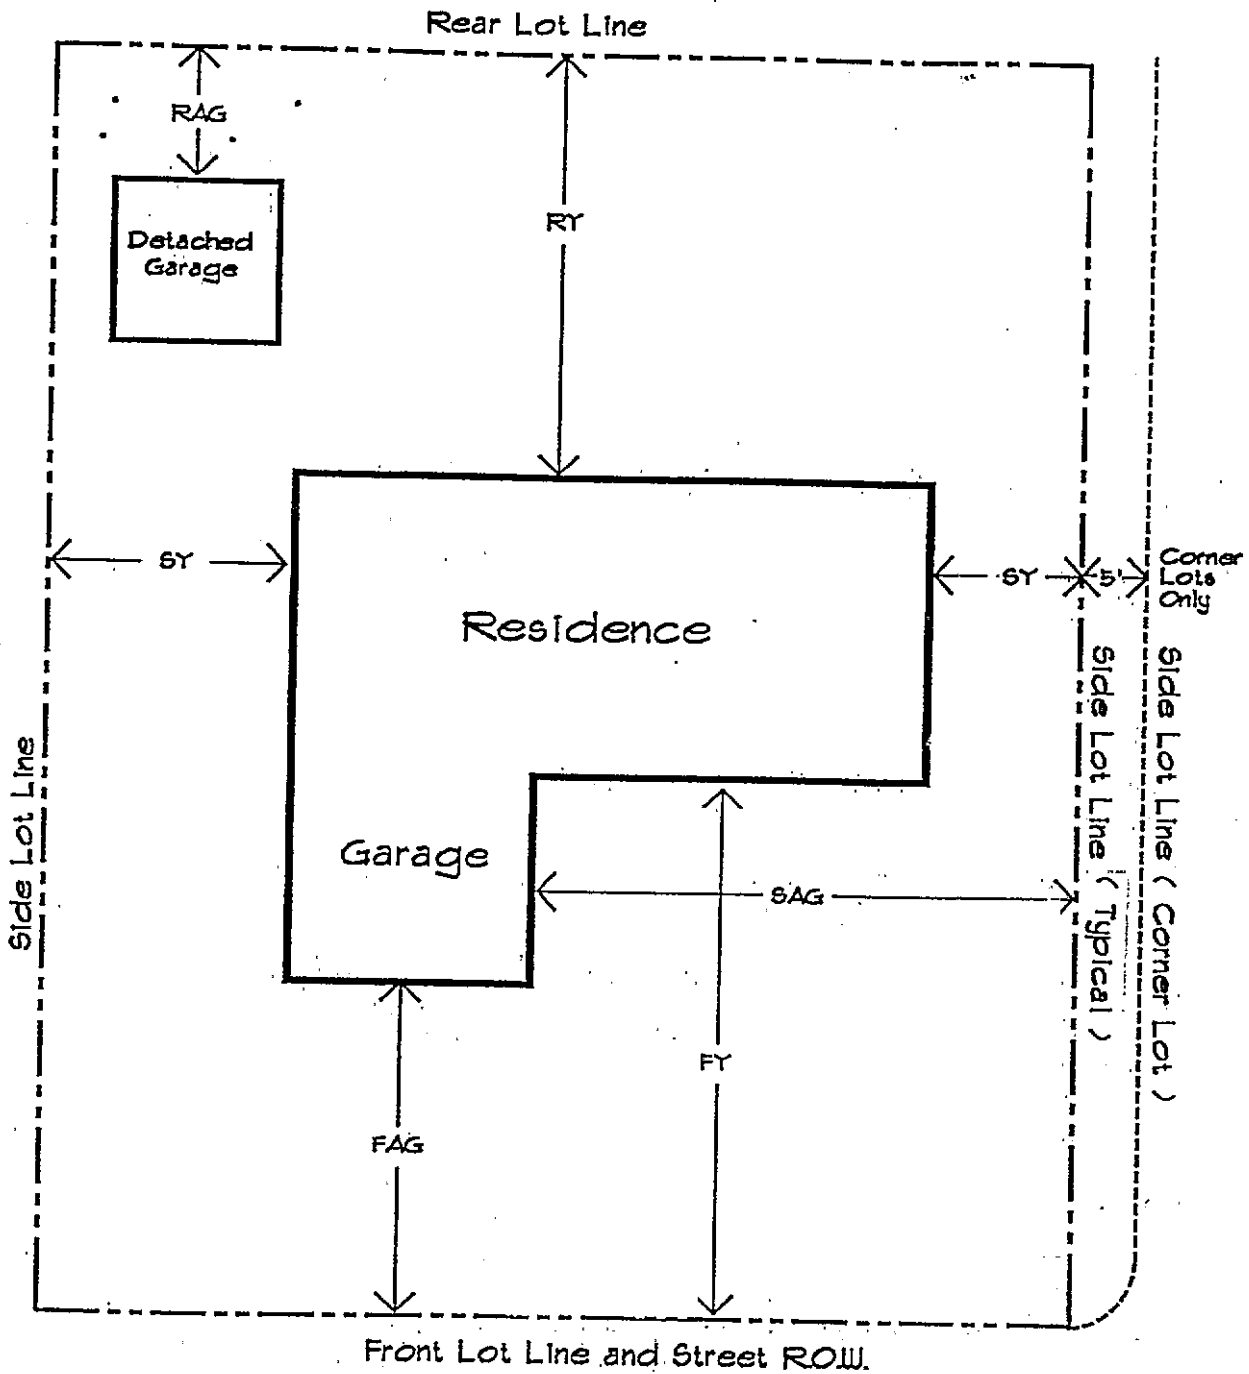 Rear Lot Line
RAG
RY
Detached
Garage
SY
SY
5'
Corner
Lots
Only
Residence
Side Lot Line
Side Lot Line ( Typical )
Side Lot Line ( Corner Lot )
Garage
SAG
FY
FAG
Front Lot Line and Street R.O.W.